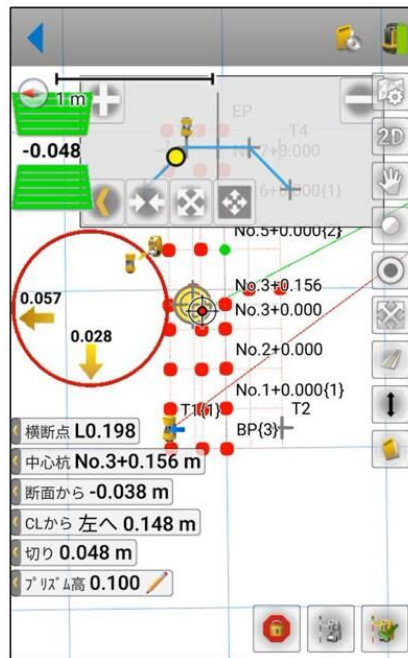 1 m
EP
-0.048
T4
No.7+0.000
No.6+0.000{1}
2D
No.5+0.000{2}
No.3+0.156
No.3+0.000
0.057
0.028
No.2+0.000
No.1+0.000{1}
T1{1}
T2
BP{3}
横断点 L0.198
中心杭 No.3+0.156 m
断面から -0.038 m
CLから 左へ 0.148 m
切り 0.048 m
プリズム高 0.100